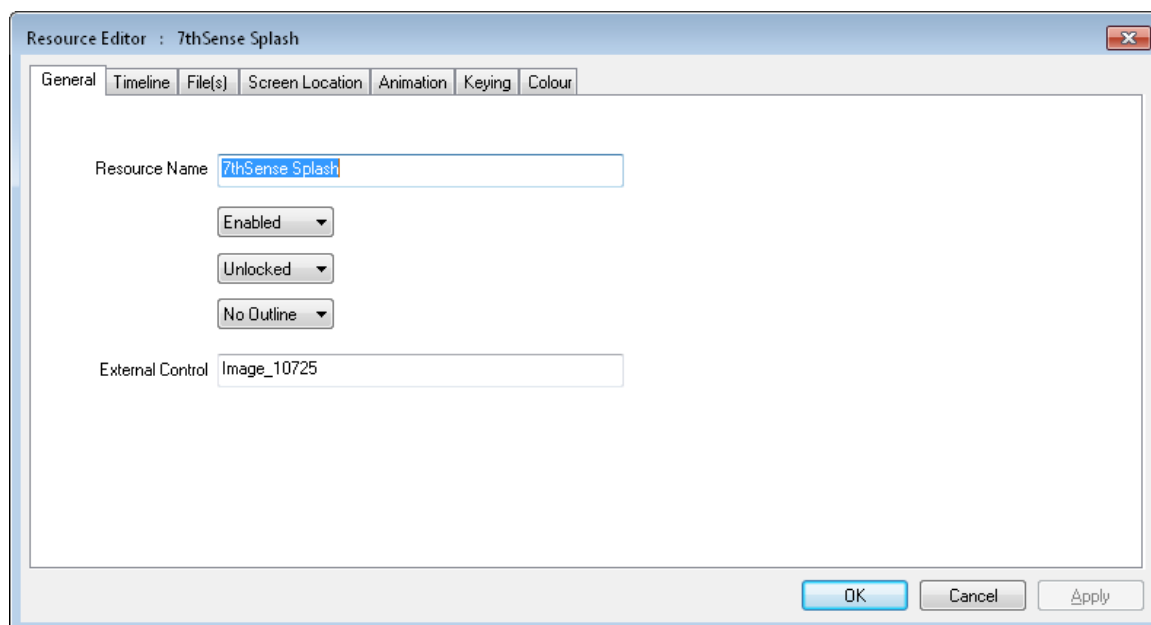 Resource Editor : 7thSense Splash
General Timeline File(s) Screen Location Animation Keying Colour
Resource Name 7thSense Splash
Enabled
Unlocked
No Outline
External Control Image_10725
OK Cancel Apply